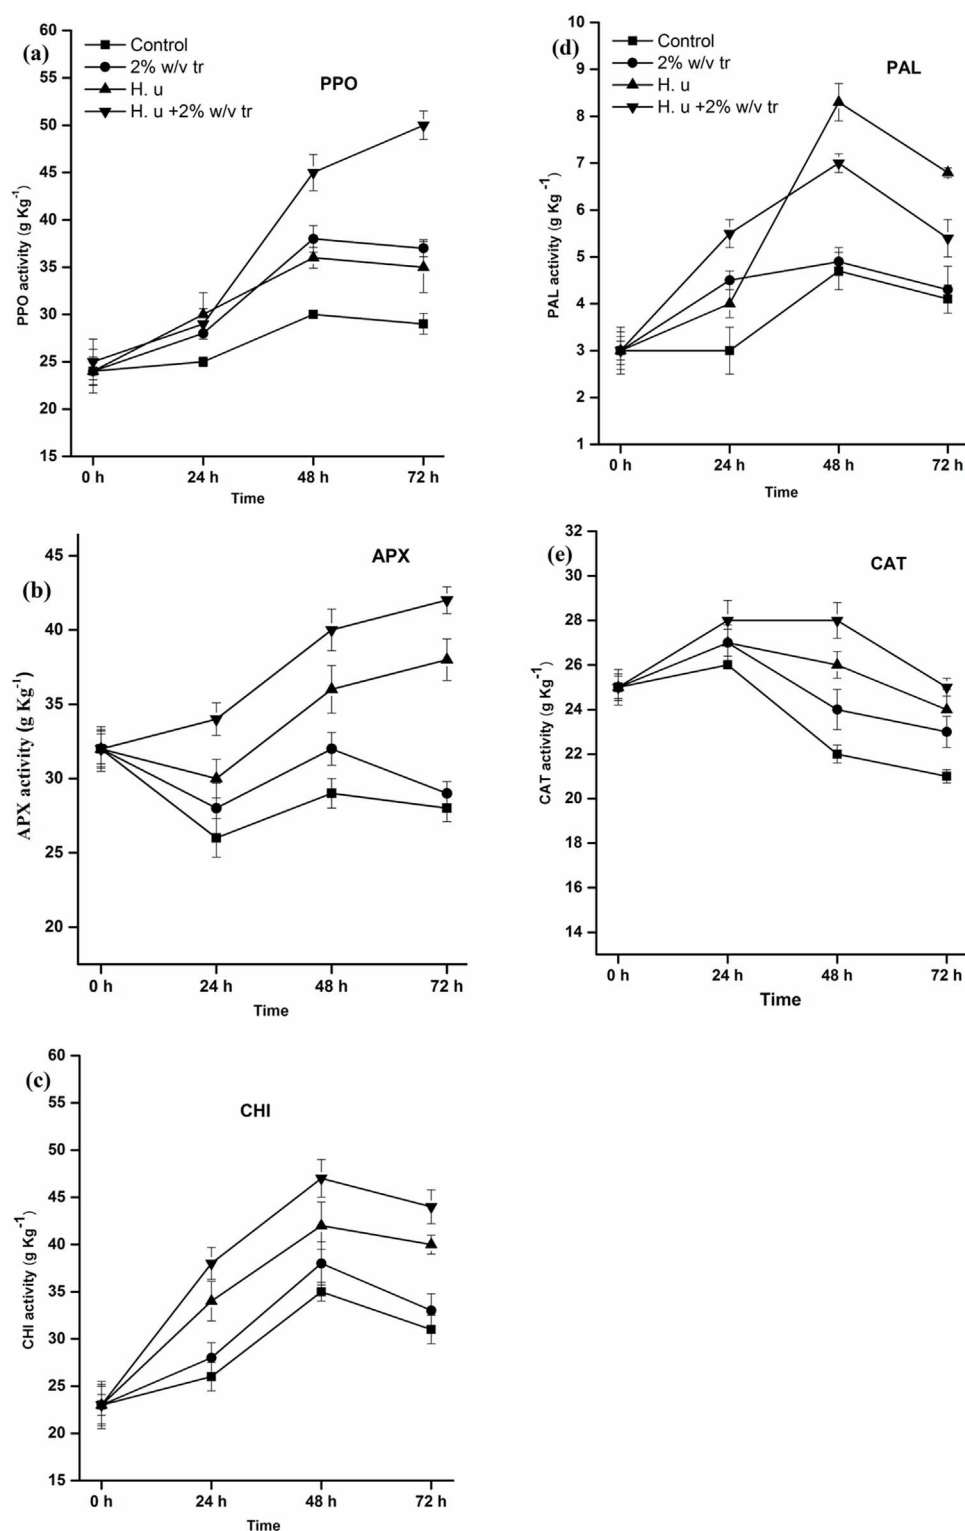 (a)
Control
2% w/v tr
H. u
H. u +2% w/v tr
PPO
PPO activity (g Kg⁻¹)
60
55
50
45
40
35
30
25
20
15
0 h 24 h 48 h 72 h
Time
(d)
Control
2% w/v tr
H. u
H. u +2% w/v tr
PAL
PAL activity (g Kg⁻¹)
10
9
8
7
6
5
4
3
2
1
0 h 24 h 48 h 72 h
Time
(b)
APX
APX activity (g Kg⁻¹)
45
40
35
30
25
20
0 h 24 h 48 h 72 h
Time
(e)
CAT
CAT activity (g Kg⁻¹)
32
30
28
26
24
22
20
18
16
14
0 h 24 h 48 h 72 h
Time
(c)
CHI
CHI activity (g Kg⁻¹)
60
55
50
45
40
35
30
25
20
15
0 h 24 h 48 h 72 h
Time